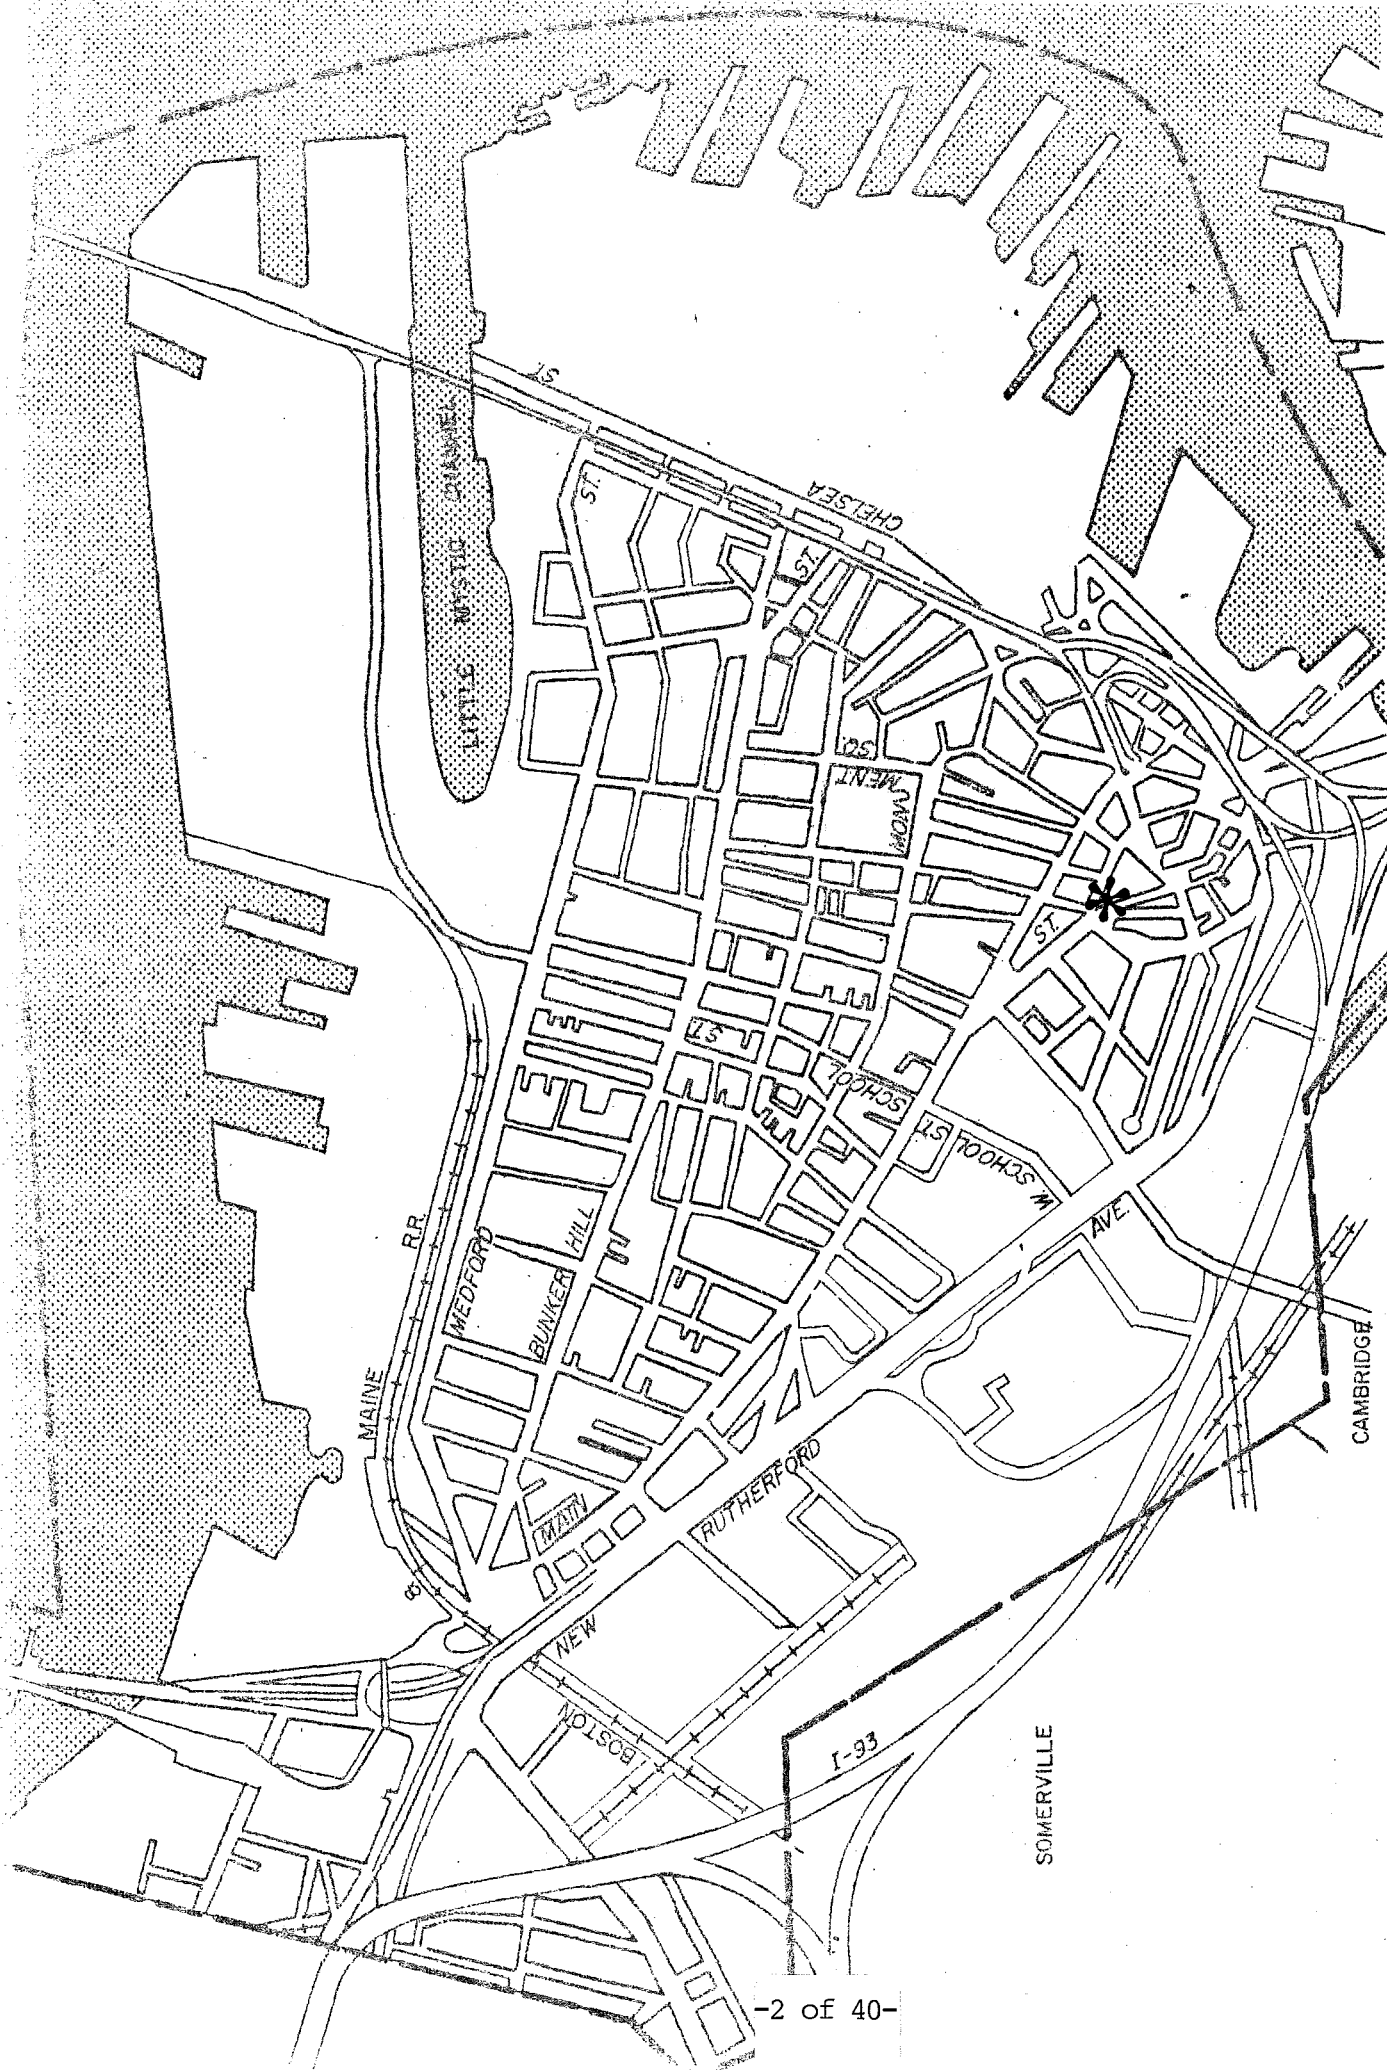 ST.
CHELSEA
LITTLE MYSTIC CHANNEL
ST.
ST.
MONU
MENT
SQ.
ST.
ST.
SCHOOL
W. SCHOOL ST.
MAINE R.R.
MEDFORD
BUNKER HILL
AVE.
MAIN
RUTHERFORD
NEW
BOSTON
&
I-93
CAMBRIDGE
SOMERVILLE
-2 of 40-